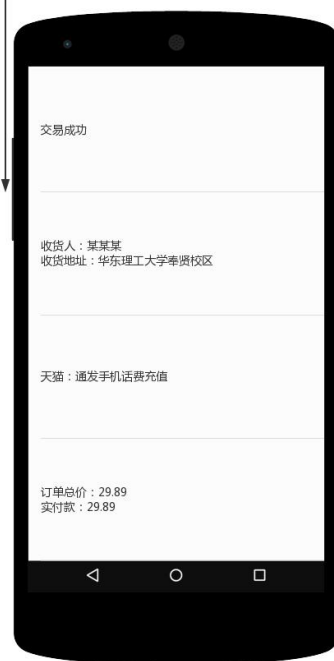 交易成功
收货人：某某某
收货地址：华东理工大学奉贤校区
天猫：通发手机话费充值
订单总价：29.89
实付款：29.89